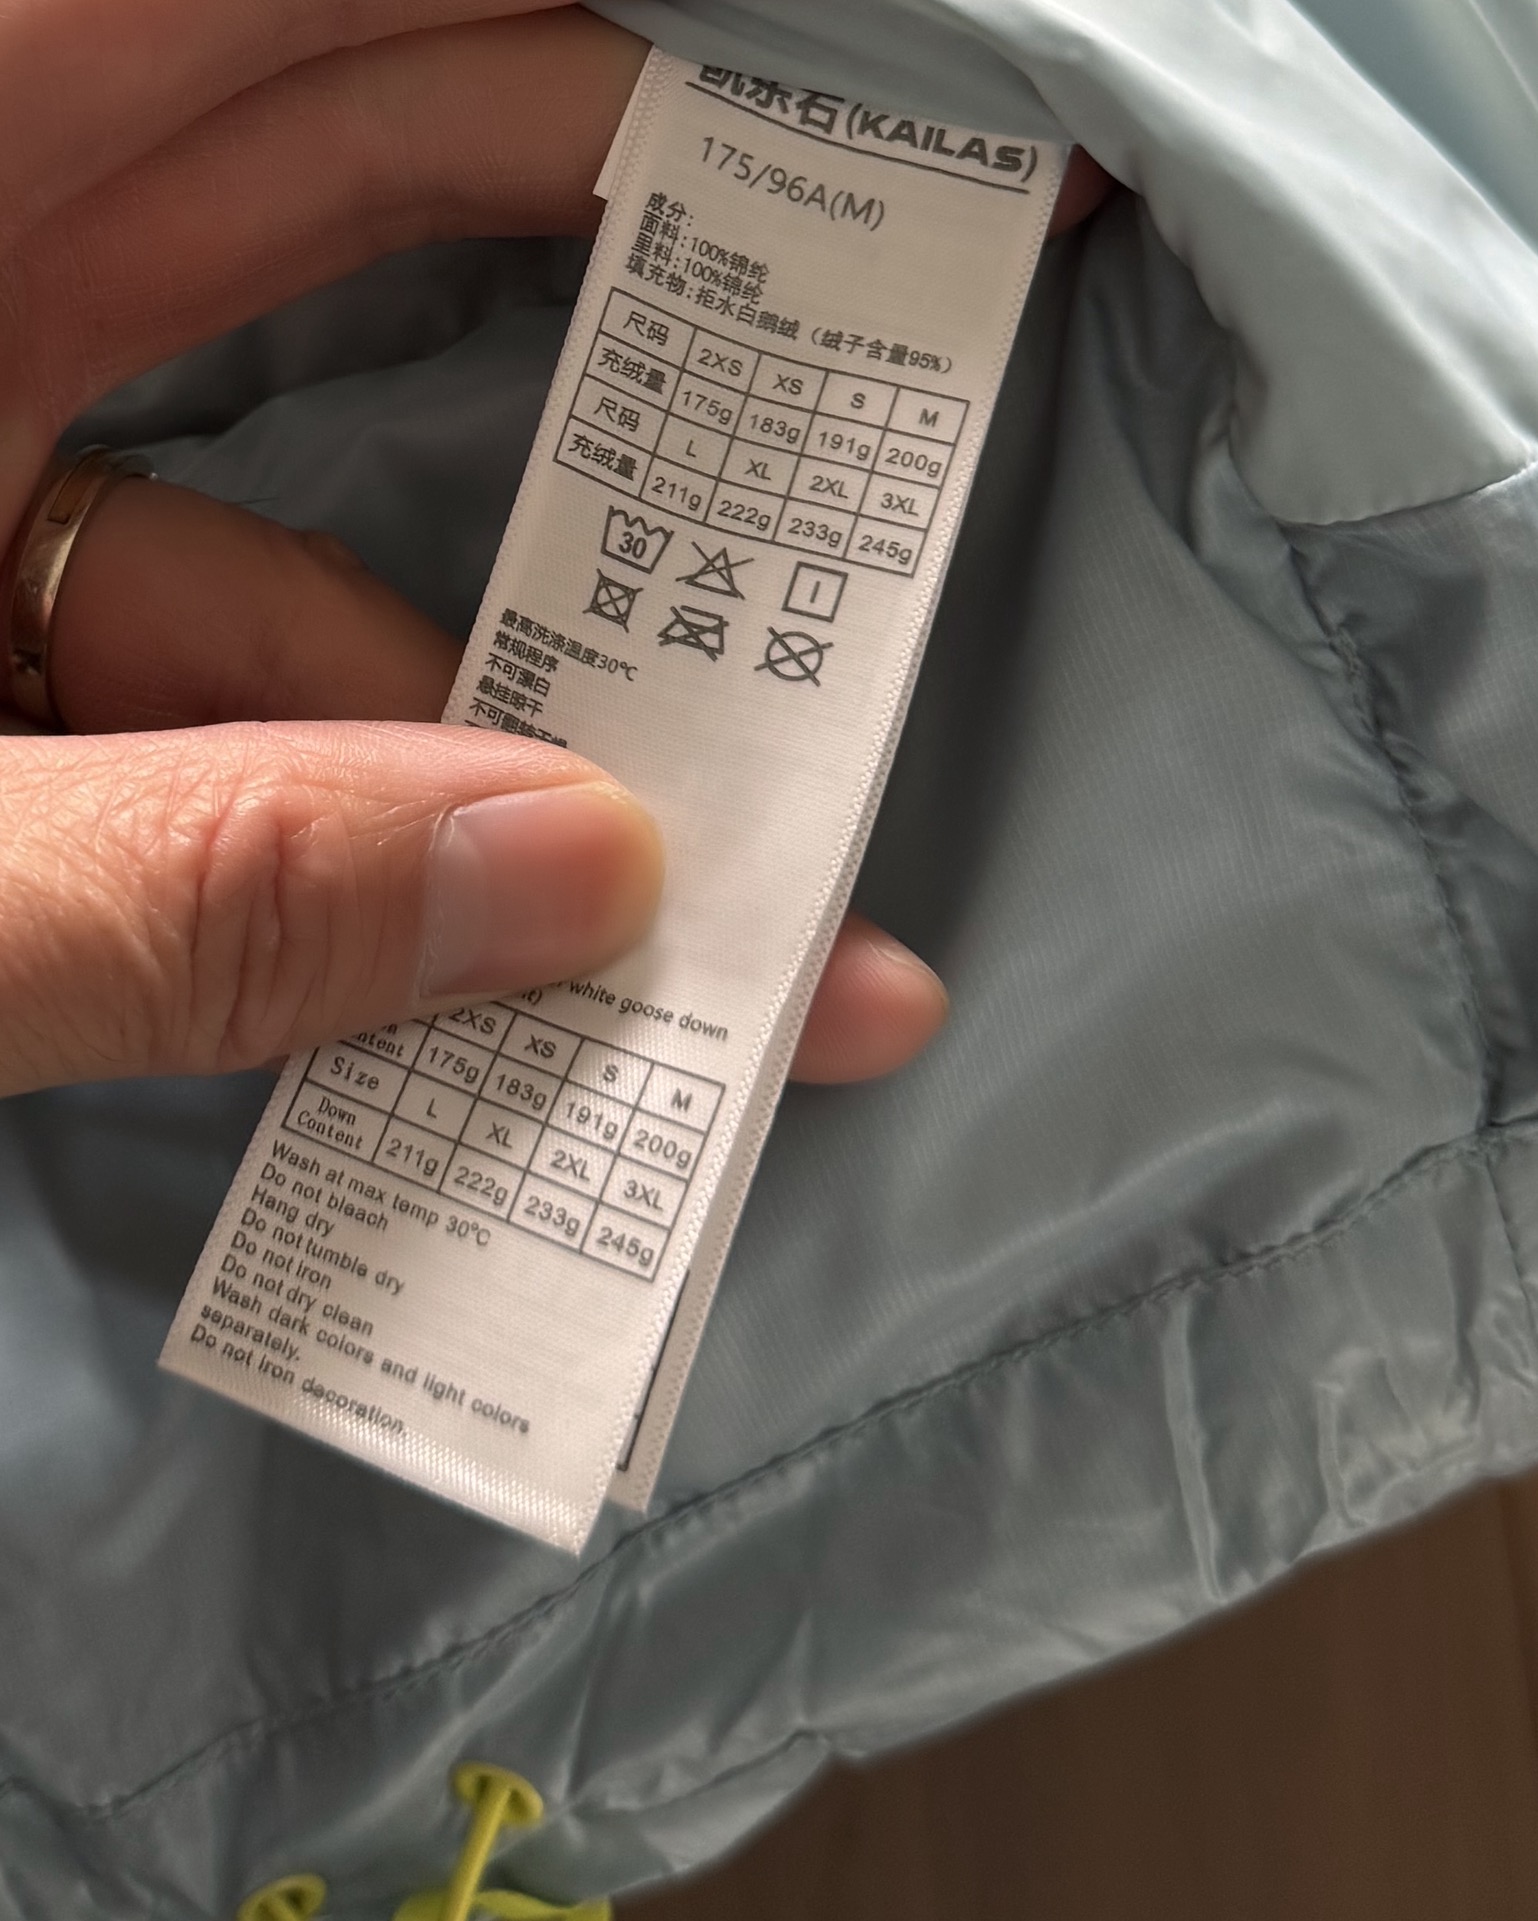 凯乐石(KAILAS)
175/96A(M)
成分:
面料:100%锦纶
里料:100%锦纶
填充物:拒水白鹅绒（绒子含量95%）
尺码 2XS XS S M
充绒量 175g 183g 191g 200g
尺码 L XL 2XL 3XL
充绒量 211g 222g 233g 245g
30
最高洗涤温度30℃
常规程序
不可漂白
悬挂晾干
不可翻转干燥
white goose down
2XS XS S M
175g 183g 191g 200g
Size L XL 2XL 3XL
Down Content 211g 222g 233g 245g
Wash at max temp 30℃
Do not bleach
Hang dry
Do not tumble dry
Do not iron
Do not dry clean
Wash dark colors and light colors
separately.
Do not iron decoration.